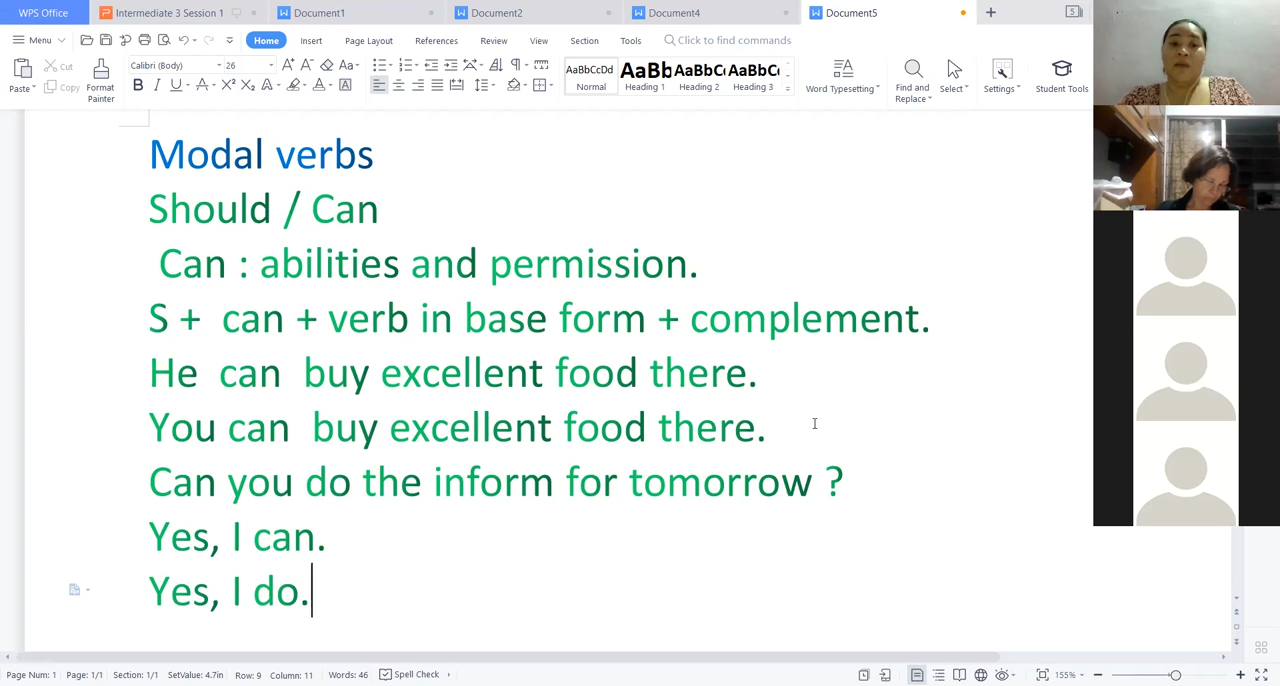 WPS Office Intermediate 3 Session 1 Document1 Document2 Document4 Document5 + 5
Menu Home Insert Page Layout References Review View Section Tools Click to find commands
Paste Cut Copy Format Painter Calibri (Body) 26 AaBbCcDd Normal AaBb Heading 1 AaBbC Heading 2 AaBbC Heading 3 Word Typesetting Find and Replace Select Settings Student Tools
Modal verbs
Should / Can
Can : abilities and permission.
S + can + verb in base form + complement.
He can buy excellent food there.
You can buy excellent food there.
Can you do the inform for tomorrow ?
Yes, I can.
Yes, I do.
Page Num: 1 Page: 1/1 Section: 1/1 SetValue: 4.7in Row: 9 Column: 11 Words: 46 Spell Check 155%